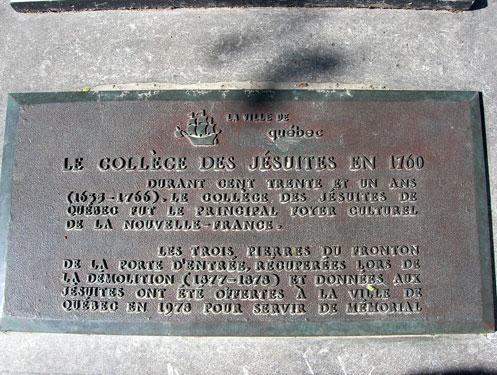 LA VILLE DE
québec
LE COLLÈGE DES JÉSUITES EN 1760
DURANT CENT TRENTE ET UN ANS
(1635-1766). LE COLLÈGE DES JÉSUITES DE
QUÉBEC FUT LE PRINCIPAL FOYER CULTUREL
DE LA NOUVELLE-FRANCE.
LES TROIS PIERRES DU FRONTON
DE LA PORTE D'ENTRÉE, RÉCUPÉRÉES LORS DE
LA DÉMOLITION (1877-1878) ET DONNÉES AUX
JÉSUITES ONT ÉTÉ OFFERTES À LA VILLE DE
QUÉBEC EN 1978 POUR SERVIR DE MÉMORIAL